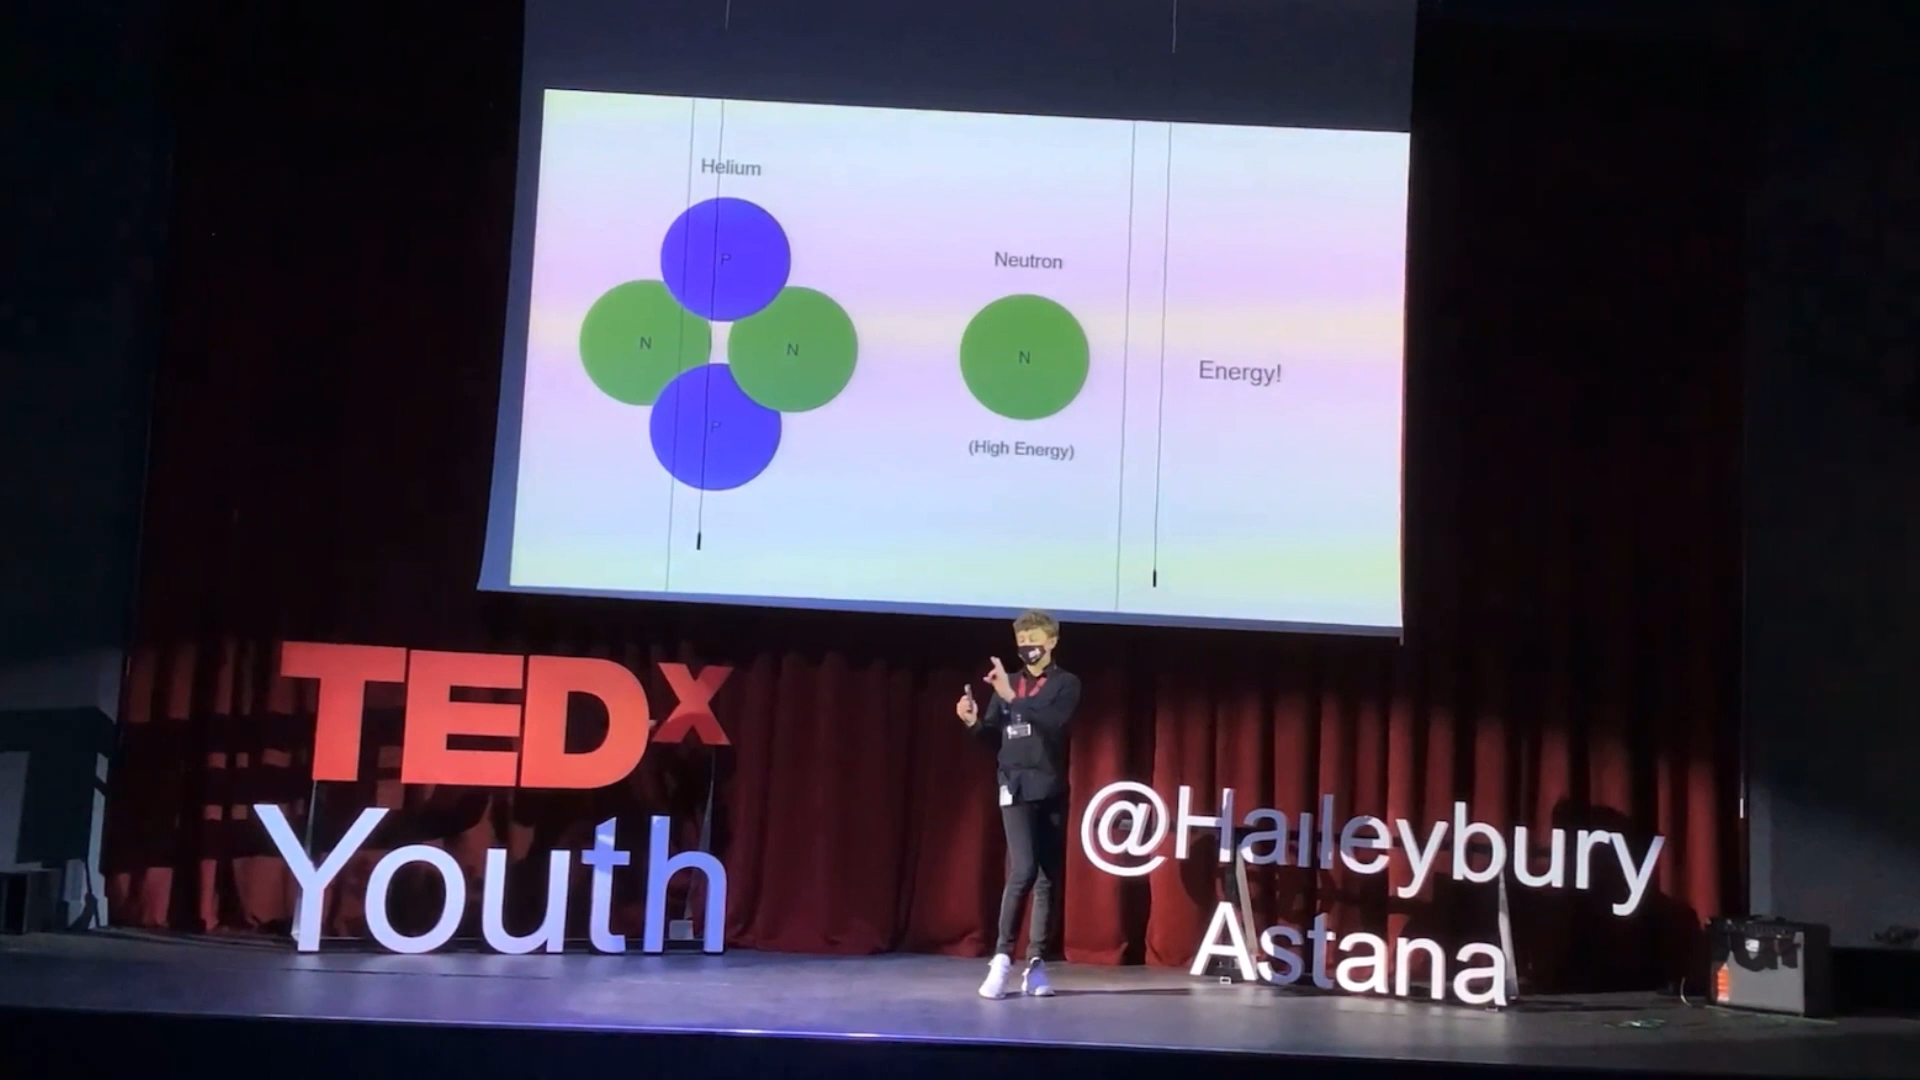 Helium
P
N
N
P
Neutron
N
(High Energy)
Energy!
TEDx
Youth
@Haileybury
Astana